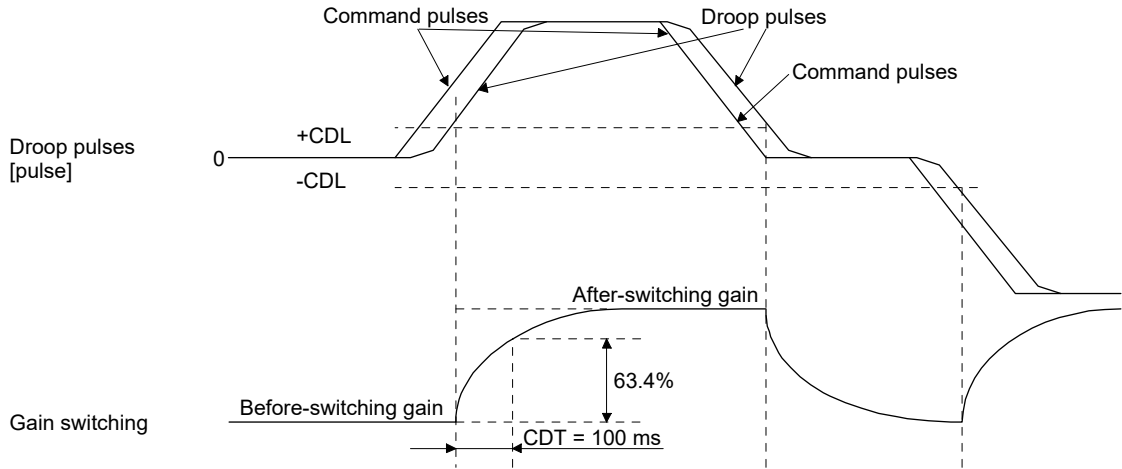 Command pulses
Droop pulses
Command pulses
+CDL
Droop pulses
[pulse]
0
-CDL
After-switching gain
63.4%
Before-switching gain
Gain switching
CDT = 100 ms